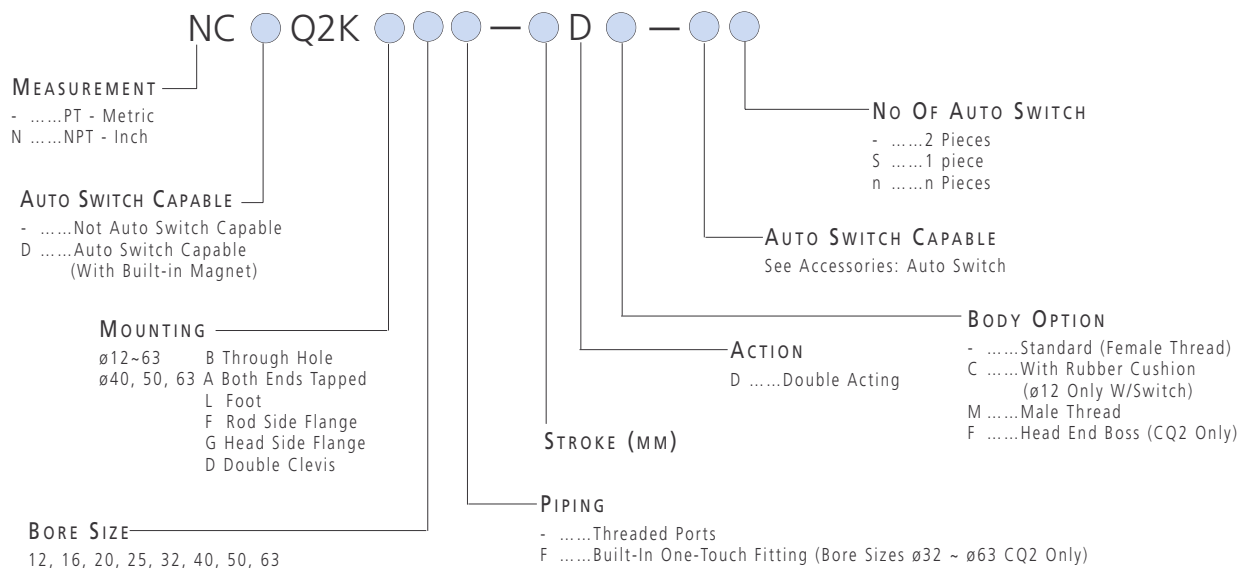 NC Q2K — D —
MEASUREMENT
- ......PT - Metric
N ......NPT - Inch
AUTO SWITCH CAPABLE
- ......Not Auto Switch Capable
D ......Auto Switch Capable
(With Built-in Magnet)
MOUNTING
ø12~63 B Through Hole
ø40, 50, 63 A Both Ends Tapped
L Foot
F Rod Side Flange
G Head Side Flange
D Double Clevis
BORE SIZE
12, 16, 20, 25, 32, 40, 50, 63
NO OF AUTO SWITCH
- ......2 Pieces
S ......1 piece
n ......n Pieces
AUTO SWITCH CAPABLE
See Accessories: Auto Switch
BODY OPTION
- ......Standard (Female Thread)
C ......With Rubber Cushion
(ø12 Only W/Switch)
M ......Male Thread
F ......Head End Boss (CQ2 Only)
ACTION
D ......Double Acting
STROKE (MM)
PIPING
- ......Threaded Ports
F ......Built-In One-Touch Fitting (Bore Sizes ø32 ~ ø63 CQ2 Only)